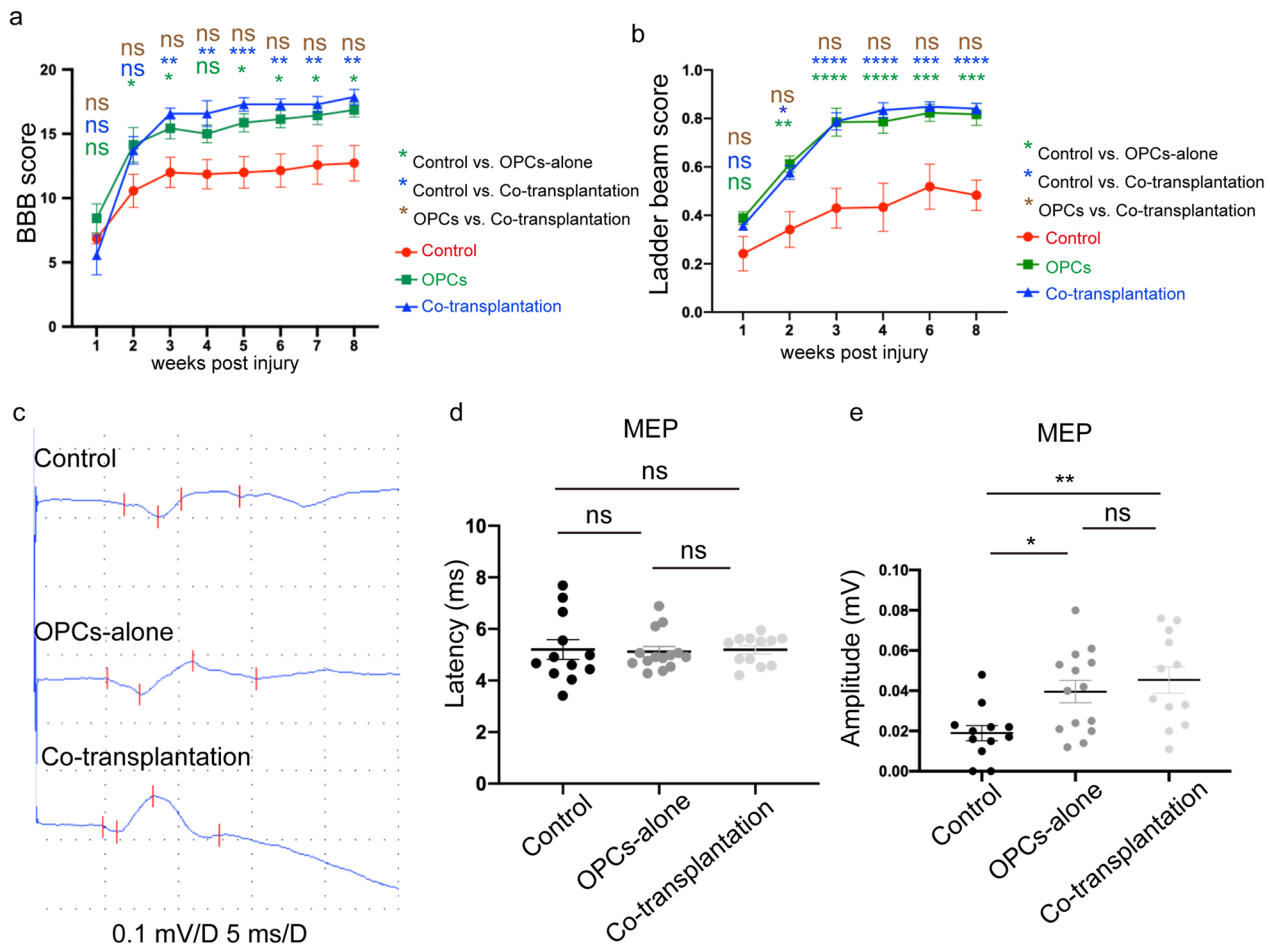 a
ns ns ns ns ns ns ns
ns ** ** *** ** ** **
* * ns * * * *
ns
ns
ns
20
15
10
5
0
BBB score
1 2 3 4 5 6 7 8
weeks post injury
* Control vs. OPCs-alone
* Control vs. Co-transplantation
* OPCs vs. Co-transplantation
Control
OPCs
Co-transplantation
b
ns ns ns ns
**** **** *** ****
**** **** *** ***
ns
*
**
ns
ns
ns
1.0
0.8
0.6
0.4
0.2
0.0
Ladder beam score
1 2 3 4 6 8
weeks post injury
* Control vs. OPCs-alone
* Control vs. Co-transplantation
* OPCs vs. Co-transplantation
Control
OPCs
Co-transplantation
c
Control
OPCs-alone
Co-transplantation
0.1 mV/D 5 ms/D
d
MEP
ns
ns
ns
10
8
6
4
2
0
Latency (ms)
Control
OPCs-alone
Co-transplantation
e
MEP
**
ns
*
0.10
0.08
0.06
0.04
0.02
0.00
Amplitude (mV)
Control
OPCs-alone
Co-transplantation